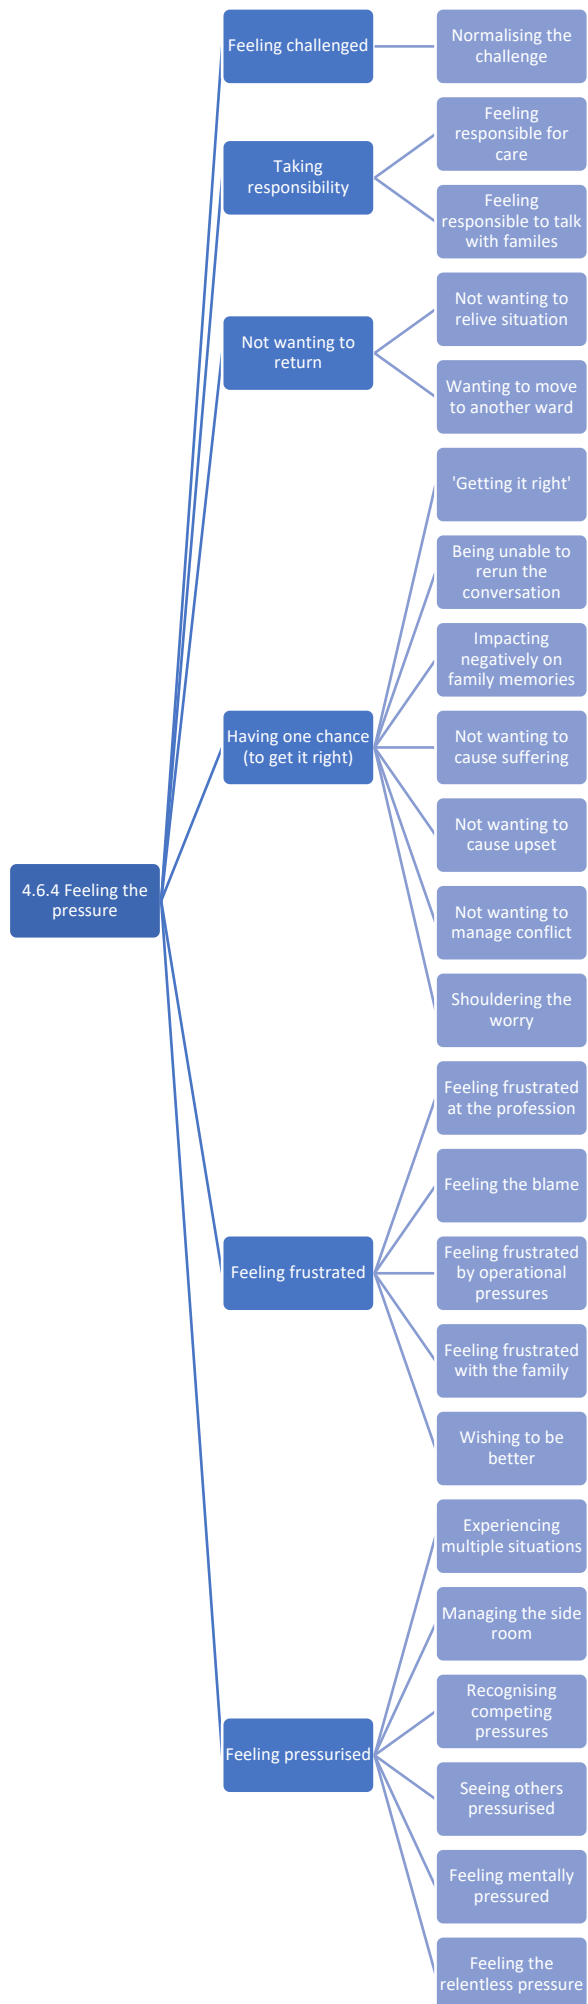 4.6.4 Feeling the
pressure
Feeling challenged
Normalising the
challenge
Taking
responsibility
Feeling
responsible for
care
Feeling
responsible to talk
with familes
Not wanting to
return
Not wanting to
relive situation
Wanting to move
to another ward
Having one chance
(to get it right)
'Getting it right'
Being unable to
rerun the
conversation
Impacting
negatively on
family memories
Not wanting to
cause suffering
Not wanting to
cause upset
Not wanting to
manage conflict
Shouldering the
worry
Feeling frustrated
Feeling frustrated
at the profession
Feeling the blame
Feeling frustrated
by operational
pressures
Feeling frustrated
with the family
Wishing to be
better
Feeling pressurised
Experiencing
multiple situations
Managing the side
room
Recognising
competing
pressures
Seeing others
pressurised
Feeling mentally
pressured
Feeling the
relentless pressure